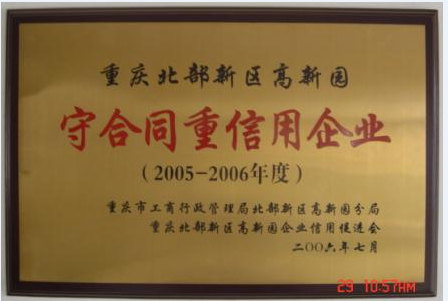 重庆北部新区高新园
守合同重信用企业
(2005-2006年度)
重庆市工商行政管理局北部新区高新园分局
重庆北部新区高新园企业信用促进会
二〇〇六年七月
29 10:57AM